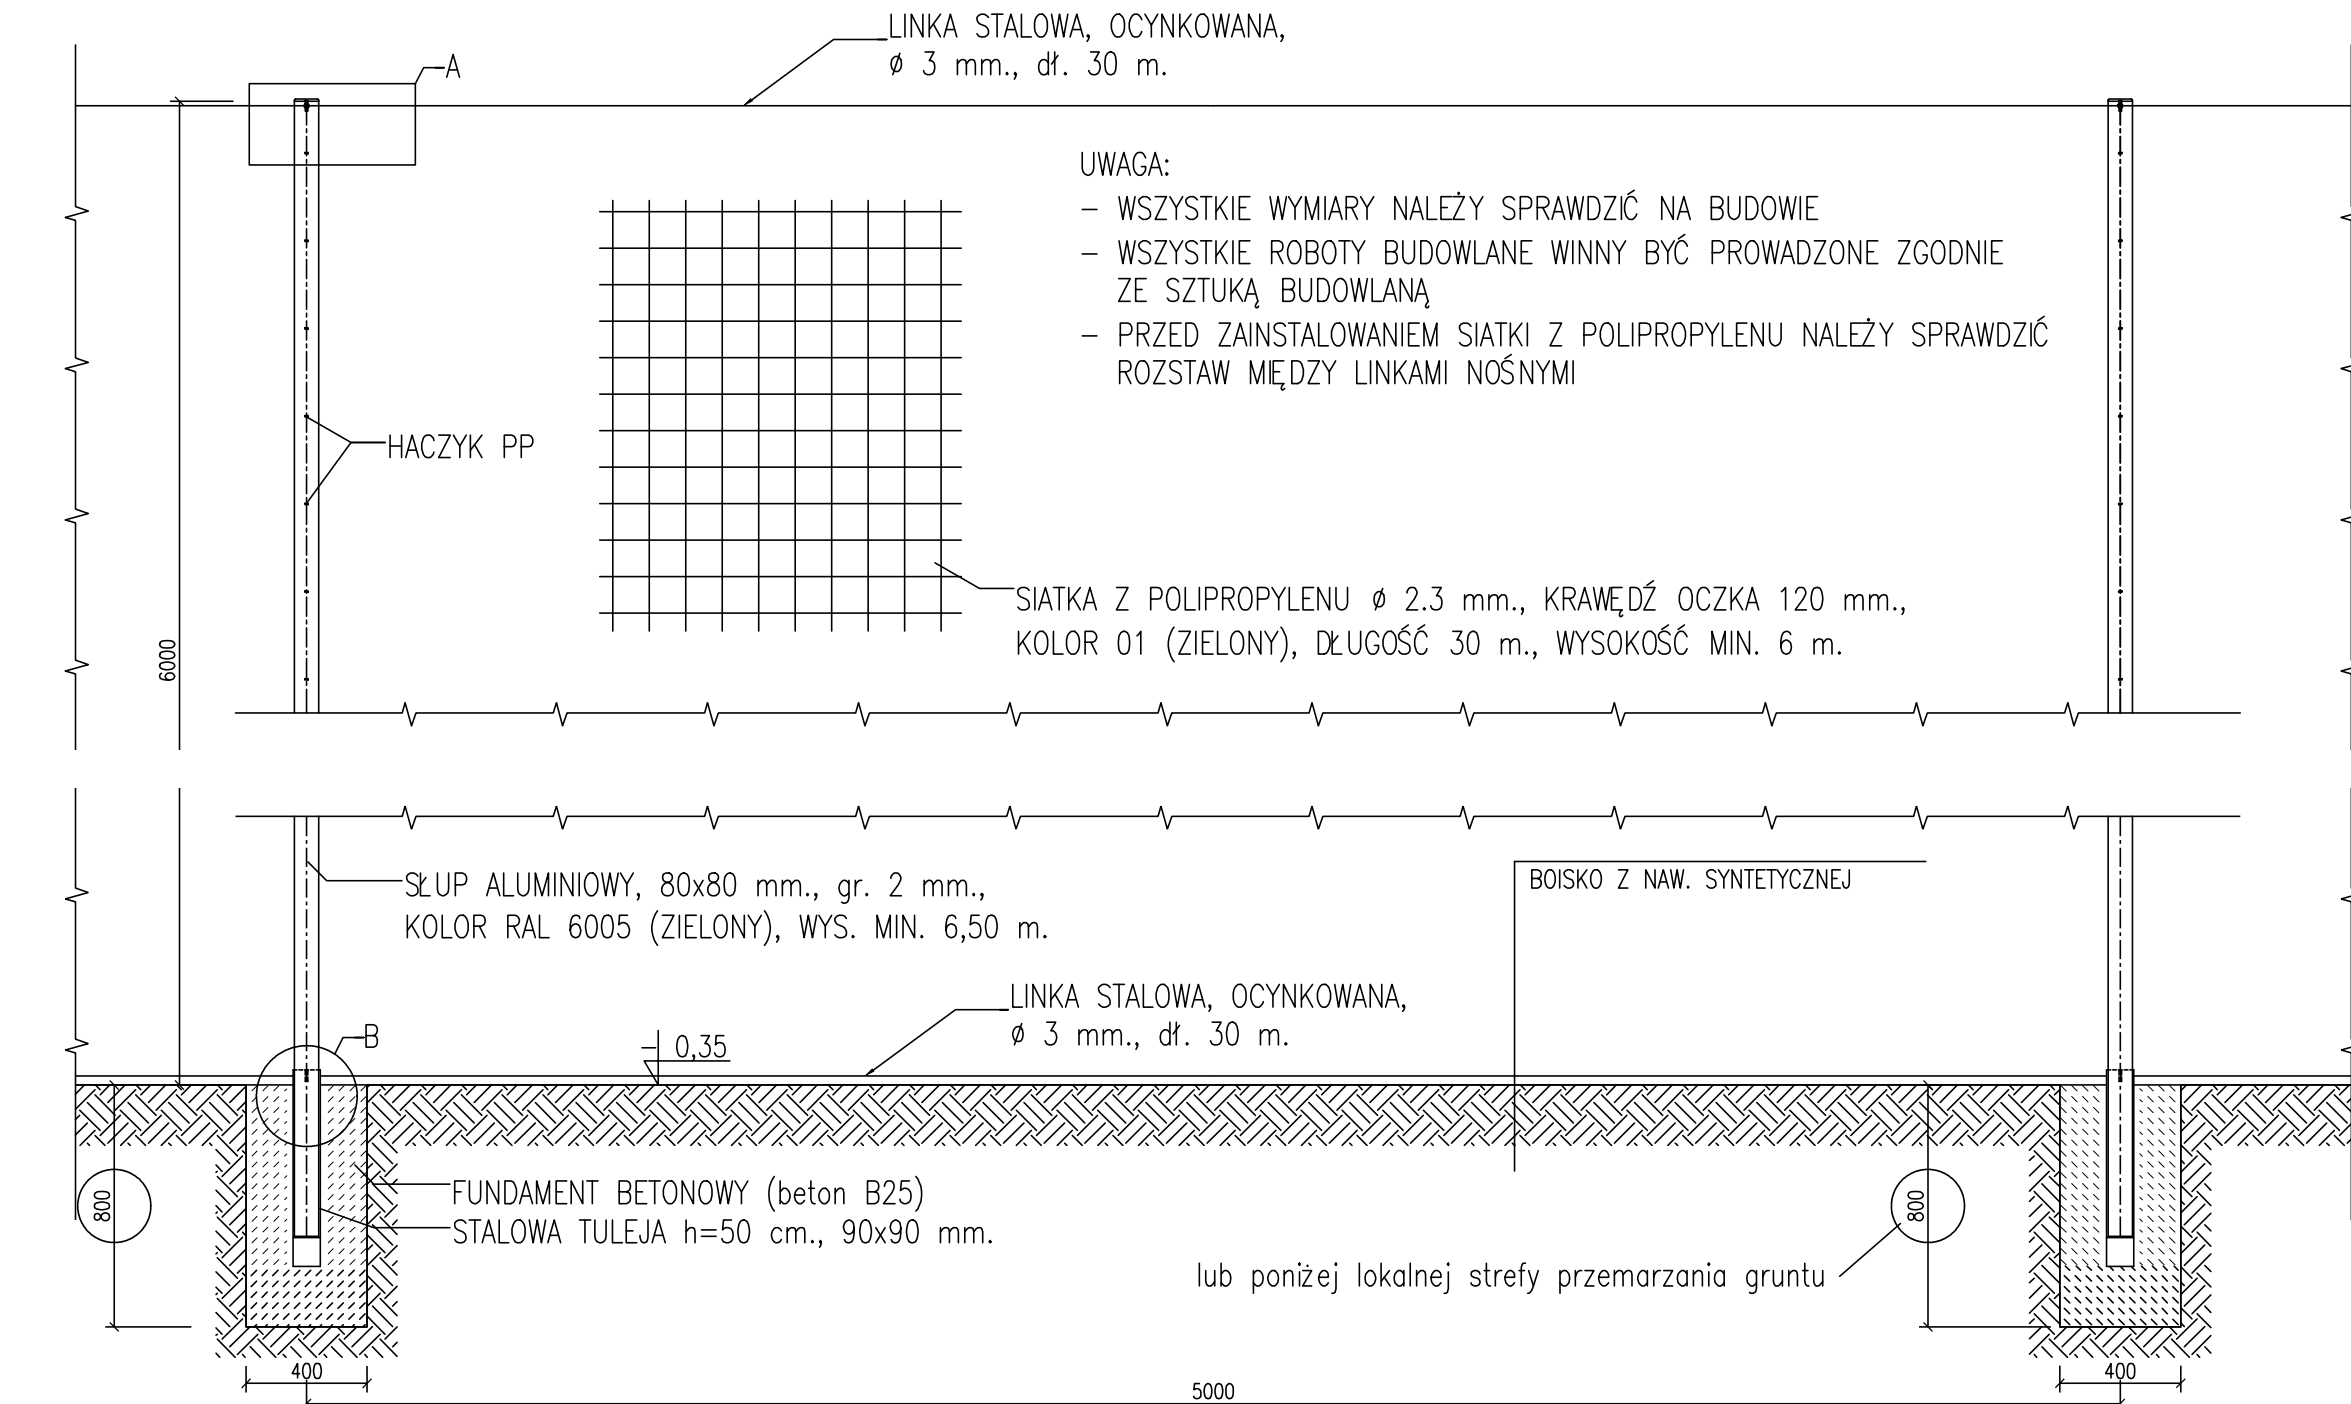 LINKA STALOWA, OCYNKOWANA,
ø 3 mm., dł. 30 m.
A
UWAGA:
– WSZYSTKIE WYMIARY NALEŻY SPRAWDZIĆ NA BUDOWIE
– WSZYSTKIE ROBOTY BUDOWLANE WINNY BYĆ PROWADZONE ZGODNIE
ZE SZTUKĄ BUDOWLANĄ
– PRZED ZAINSTALOWANIEM SIATKI Z POLIPROPYLENU NALEŻY SPRAWDZIĆ
ROZSTAW MIĘDZY LINKAMI NOŚNYMI
HACZYK PP
SIATKA Z POLIPROPYLENU ø 2.3 mm., KRAWĘDŹ OCZKA 120 mm.,
KOLOR 01 (ZIELONY), DŁUGOŚĆ 30 m., WYSOKOŚĆ MIN. 6 m.
6000
SŁUP ALUMINIOWY, 80x80 mm., gr. 2 mm.,
KOLOR RAL 6005 (ZIELONY), WYS. MIN. 6,50 m.
BOISKO Z NAW. SYNTETYCZNEJ
LINKA STALOWA, OCYNKOWANA,
ø 3 mm., dł. 30 m.
B
– 0,35
FUNDAMENT BETONOWY (beton B25)
STALOWA TULEJA h=50 cm., 90x90 mm.
800
800
lub poniżej lokalnej strefy przemarzania gruntu
400
400
5000